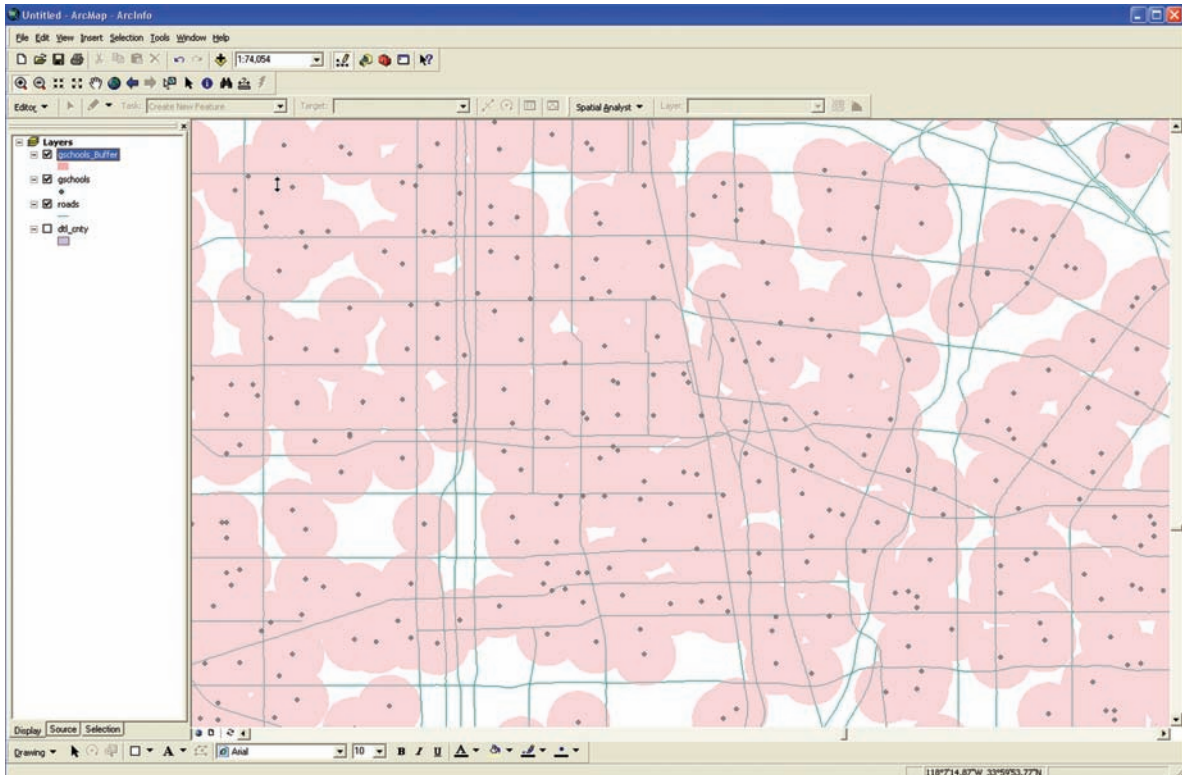 Untitled - ArcMap - ArcInfo
File Edit View Insert Selection Tools Window Help
1:74,054
Editor Task: Create New Feature Target: Spatial Analyst Layer:
Layers
gschools_Buffer
gschools
roads
dtl_cnty
Display Source Selection
Drawing A Arial 10 B I U A
118°7'14.87"W 33°59'53.77"N